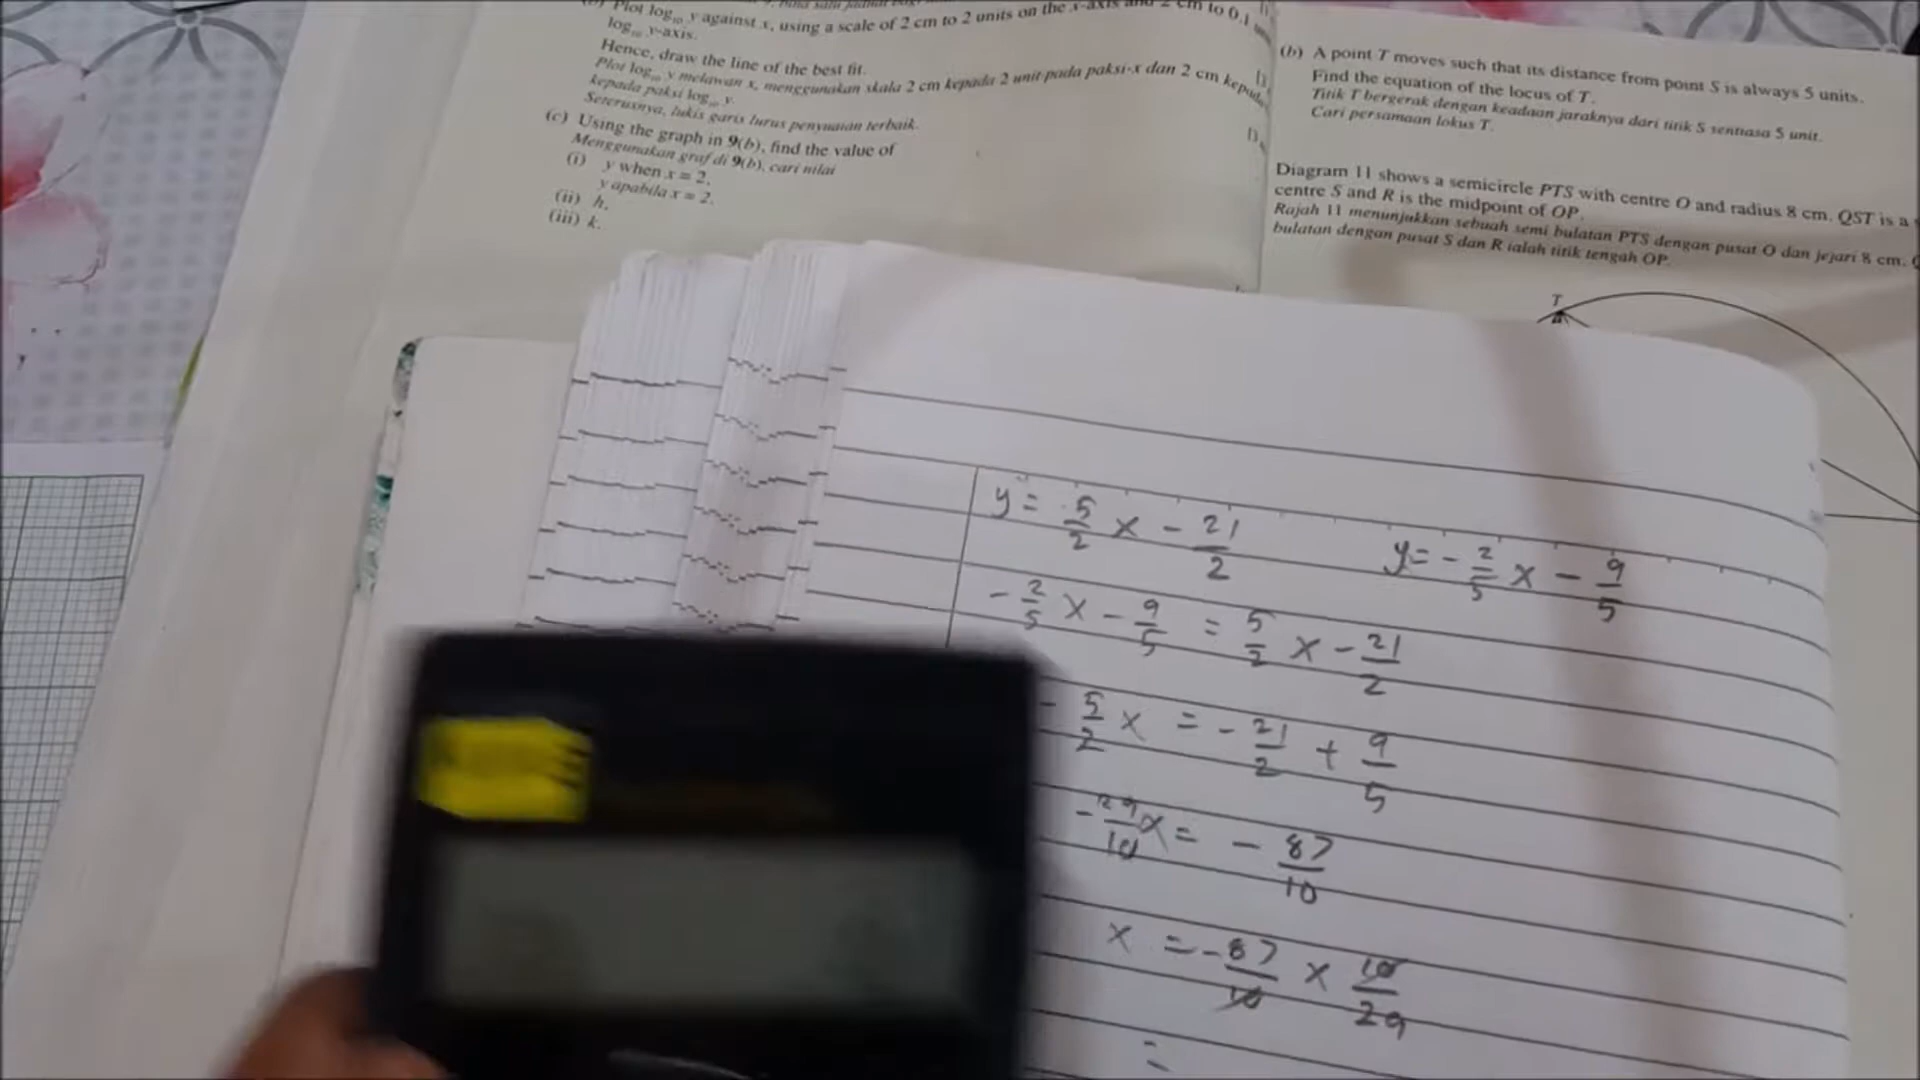 Plot log₁₀ y against x, using a scale of 2 cm to 2 units on the x-axis and 2 cm to 0.1
log₁₀ y-axis.
Hence, draw the line of the best fit.
Plot log₁₀ y melawan x, menggunakan skala 2 cm kepada 2 unit pada paksi-x dan 2 cm kepada
kepada paksi log₁₀ y.
Seterusnya, lukis garis lurus penyuaian terbaik.
(c) Using the graph in 9(b), find the value of
Menggunakan graf di 9(b), cari nilai
(i) y when x = 2,
y apabila x = 2,
(ii) h,
(iii) k.
(b) A point T moves such that its distance from point S is always 5 units.
Find the equation of the locus of T.
Titik T bergerak dengan keadaan jaraknya dari titik S sentiasa 5 unit.
Cari persamaan lokus T.
Diagram 11 shows a semicircle PTS with centre O and radius 8 cm. QST is a
centre S and R is the midpoint of OP.
Rajah 11 menunjukkan sebuah semi bulatan PTS dengan pusat O dan jejari 8 cm.
bulatan dengan pusat S dan R ialah titik tengah OP.
T
y = 5/2 x - 21/2 y = - 2/5 x - 9/5
- 2/5 x - 9/5 = 5/2 x - 21/2
- 5/2 x = - 21/2 + 9/5
- 29/10 x = - 87/10
x = - 87/10 x 10/29
=